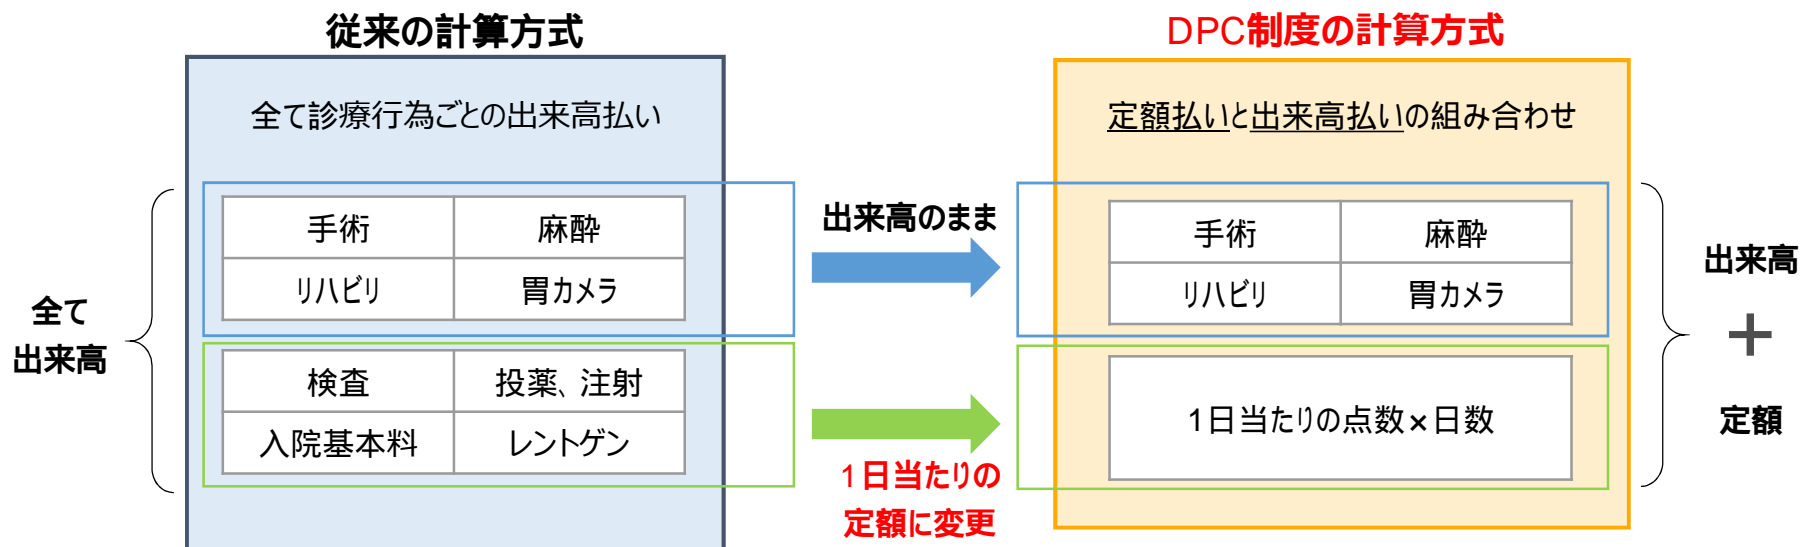 従来の計算方式
全て診療行為ごとの出来高払い
全て
出来高
手術
麻酔
リハビリ
胃カメラ
検査
投薬、注射
入院基本料
レントゲン
出来高のまま
1日当たりの
定額に変更
DPC制度の計算方式
定額払いと出来高払いの組み合わせ
手術
麻酔
リハビリ
胃カメラ
1日当たりの点数×日数
出来高
＋
定額